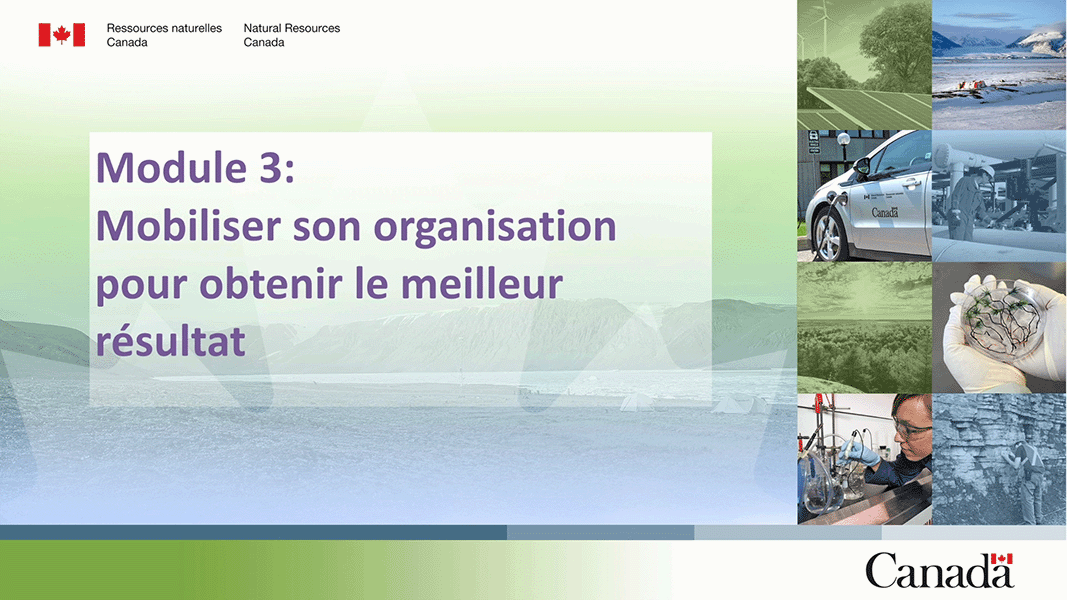 Ressources naturelles
Canada
Natural Resources
Canada
Module 3:
Mobiliser son organisation
pour obtenir le meilleur
résultat
Canada
Canada